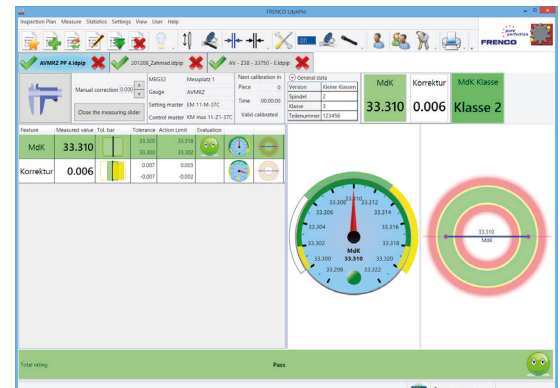 FRENCO IdyePro
Inspection Plan Measure Statistics Settings View User Help
pure perfection
FRENCO
AVMRZ PP 4.ldpip
201208_Zahnrad.ldpip
AV - Z38 - 33750 - E.ldpip
Manual correction 0.000
Close the measuring slider
MEG32 Messplatz 1
Gauge AVMRZ
Setting master EM 11-M-37C
Control master KM max 11-Z1-37C
Next calibration in
Piece 0
Time 00:00:00
Valid calibrated
General data
Version Kleine Klassen
Spindel 2
Klasse 3
Teilenummer 123456
MdK
33.310
Korrektur
0.006
MdK Klasse
Klasse 2
Feature Measured value Tol. bar Tolerance Action Limit Evaluation
MdK 33.310 33.320 33.318
33.300 33.302
Korrektur 0.006 0.007 0.003
-0.007 -0.003
33.310
33.308 33.312
33.206 33.314
33.304 33.316
33.302 33.318
33.300 33.320
33.298 33.322
MdK
33.310
33.310
MdK
Total rating Pass